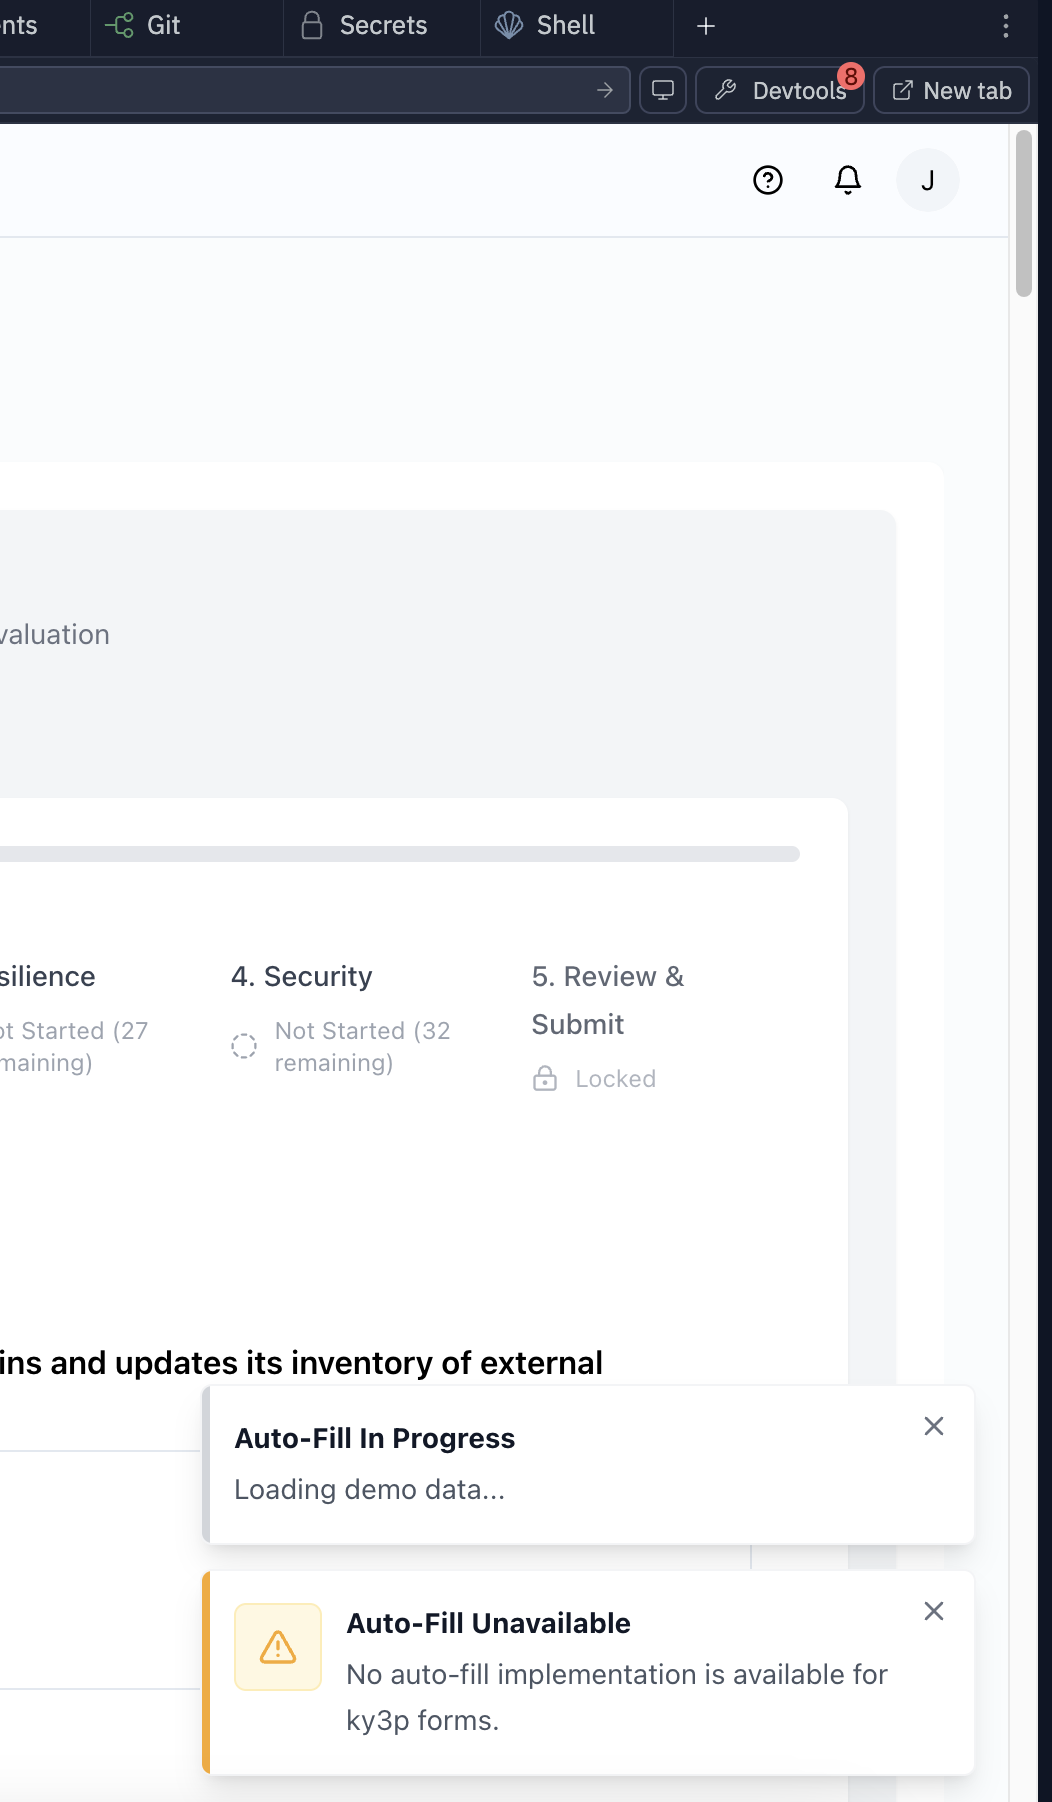 nts
Git
Secrets
Shell
Devtools
8
New tab
J
valuation
silience
ot Started (27
maining)
4. Security
Not Started (32
remaining)
5. Review &
Submit
Locked
ins and updates its inventory of external
Auto-Fill In Progress
Loading demo data...
Auto-Fill Unavailable
No auto-fill implementation is available for
ky3p forms.